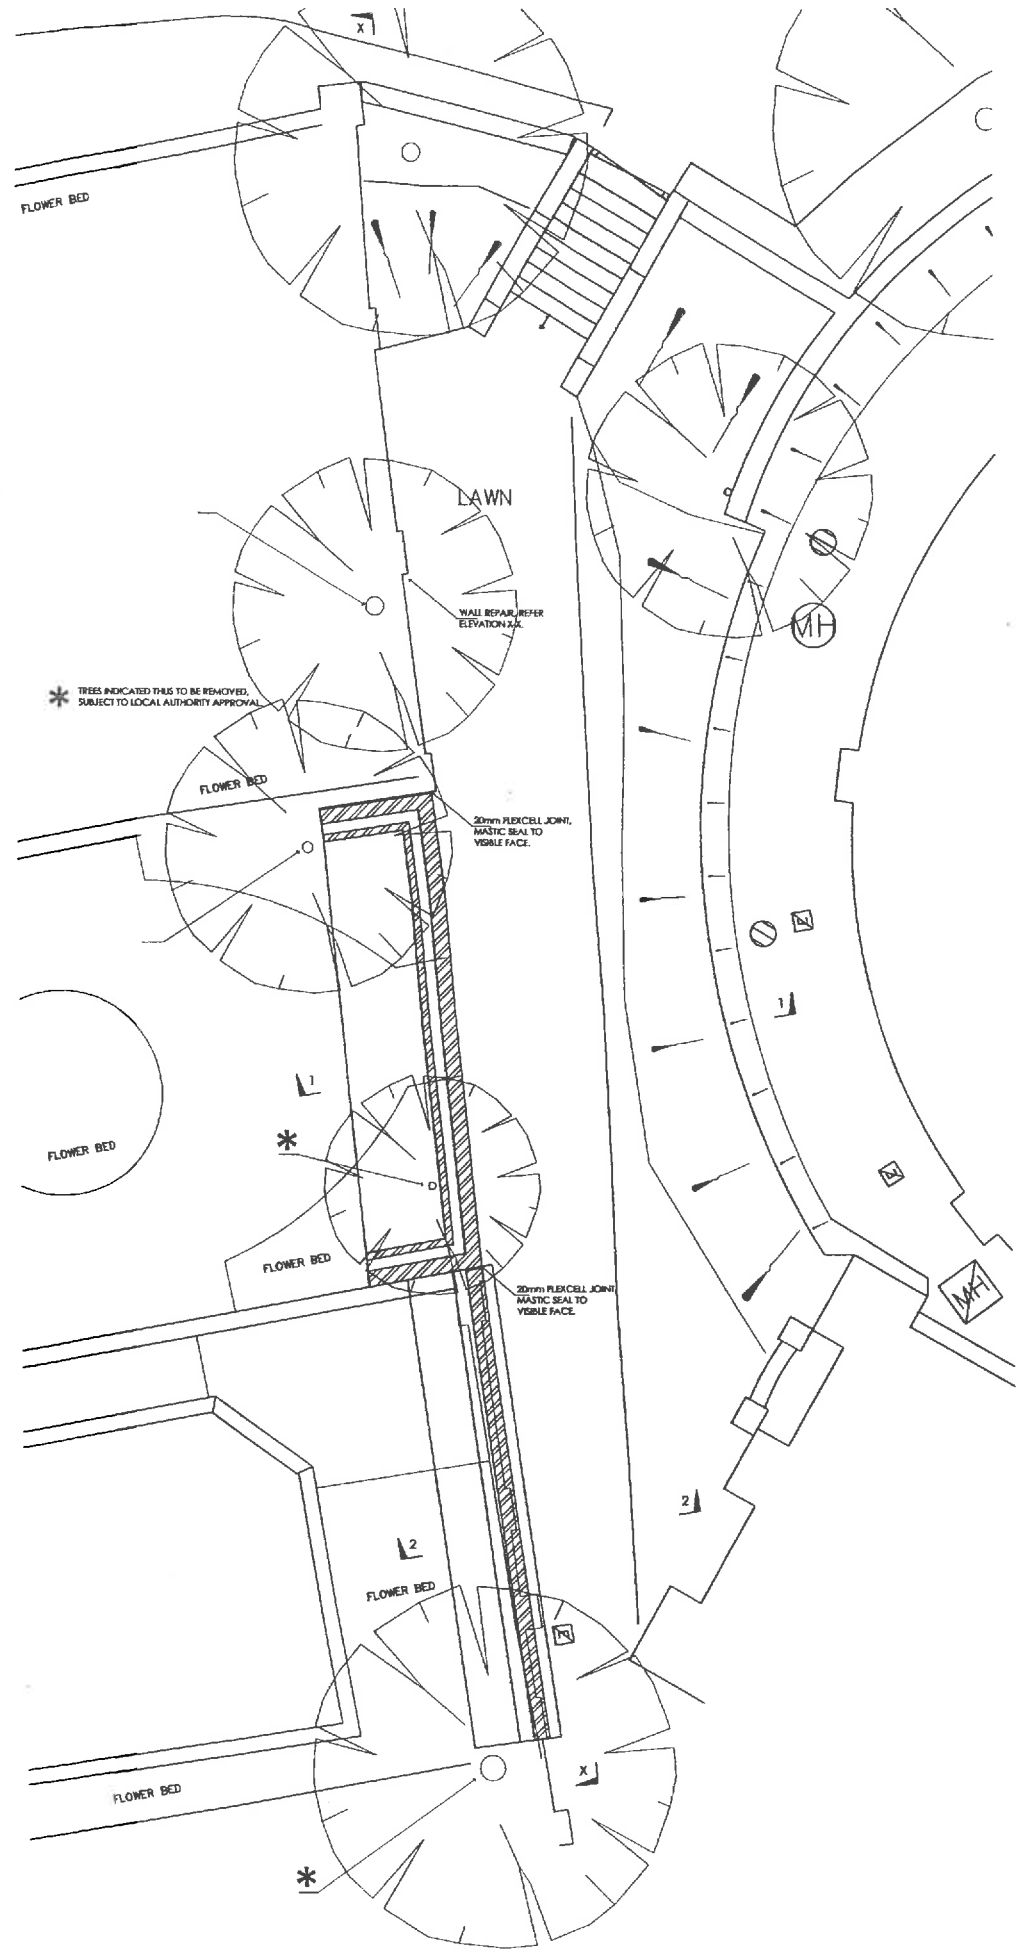 X
FLOWER BED
LAWN
WALL REPAIR, REFER
ELEVATION X-X.
MH
* TREES INDICATED THUS TO BE REMOVED,
SUBJECT TO LOCAL AUTHORITY APPROVAL.
FLOWER BED
20mm FLEXCELL JOINT,
MASTIC SEAL TO
VISIBLE FACE.
1
1
*
FLOWER BED
FLOWER BED
MH
20mm FLEXCELL JOINT
MASTIC SEAL TO
VISIBLE FACE.
2
2
FLOWER BED
X
FLOWER BED
*